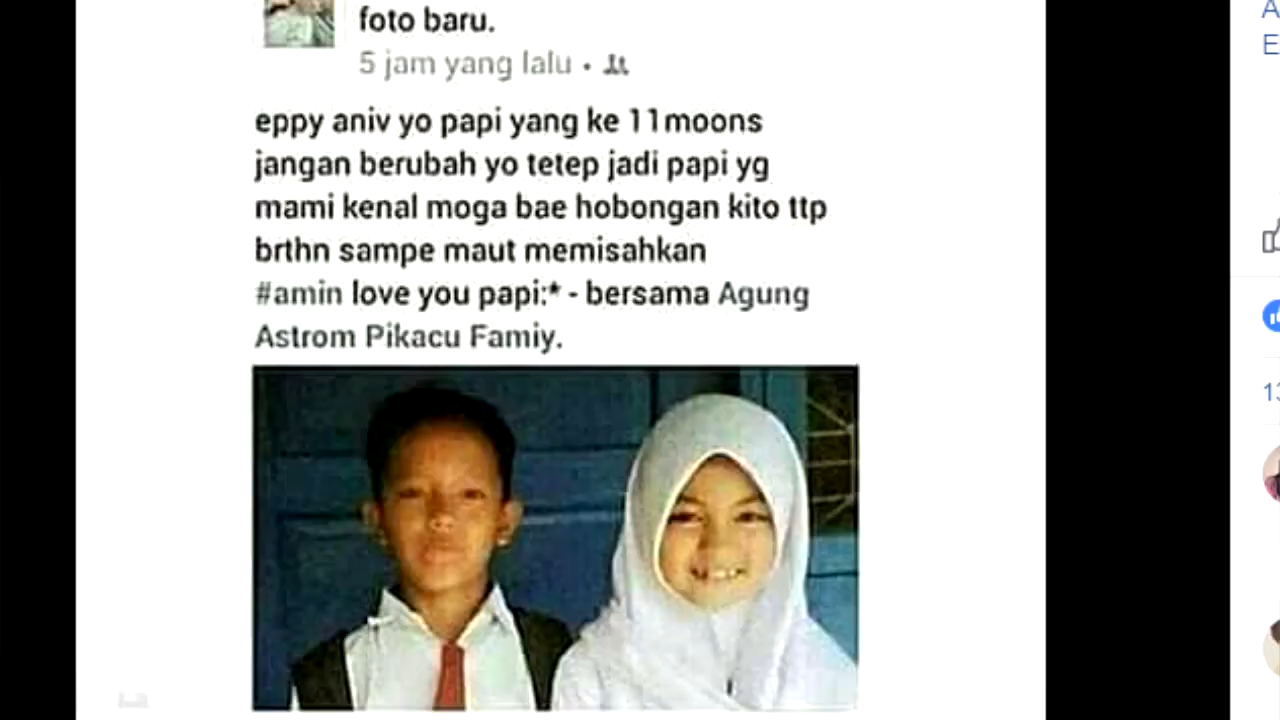 foto baru.
5 jam yang lalu •
eppy aniv yo papi yang ke 11moons
jangan berubah yo tetep jadi papi yg
mami kenal moga bae hobongan kito ttp
brthn sampe maut memisahkan
#amin love you papi:* - bersama Agung
Astrom Pikacu Famiy.